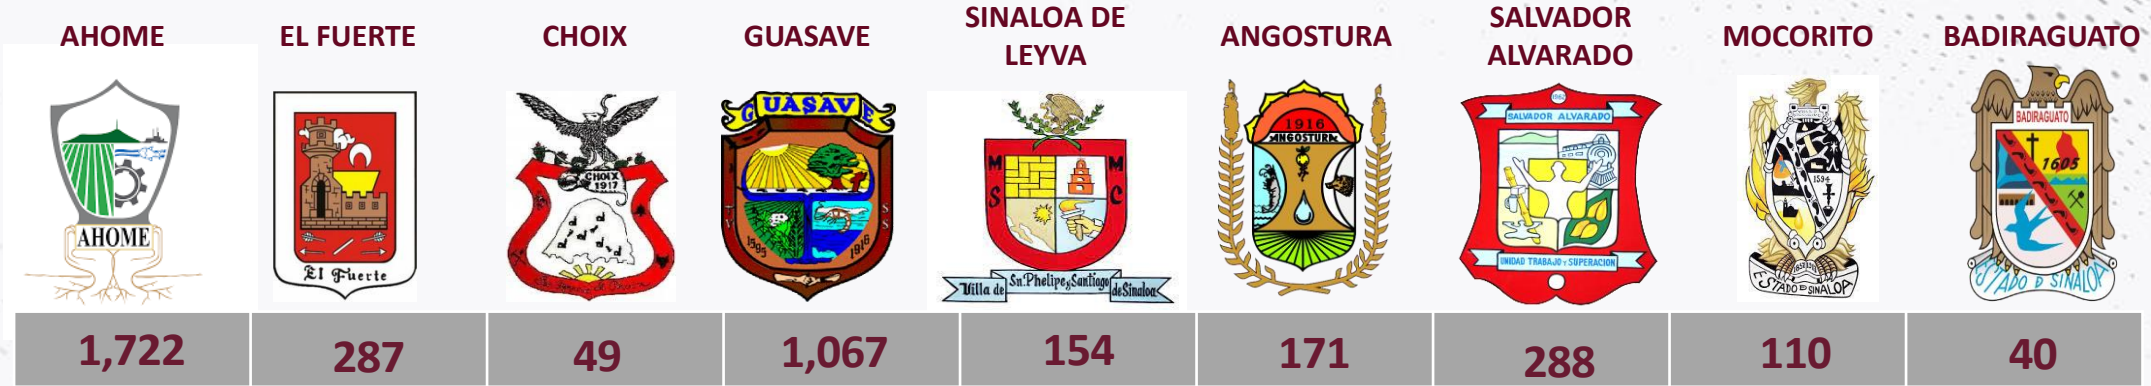 AHOME
EL FUERTE
CHOIX
GUASAVE
SINALOA DE
LEYVA
ANGOSTURA
SALVADOR
ALVARADO
MOCORITO
BADIRAGUATO
AHOME
El Fuerte
CHOIX
1917
GUASAVE
1595
1916
M M
S C
Villa de Sn. Phelipe y Santiago de Sinaloa
1916
ANGOSTURA
1962
SALVADOR ALVARADO
UNIDAD TRABAJO Y SUPERACION
1594
ESTADO D SINALOA
BADIRAGUATO
1605
ESTADO D SINALOA
1,722
287
49
1,067
154
171
288
110
40